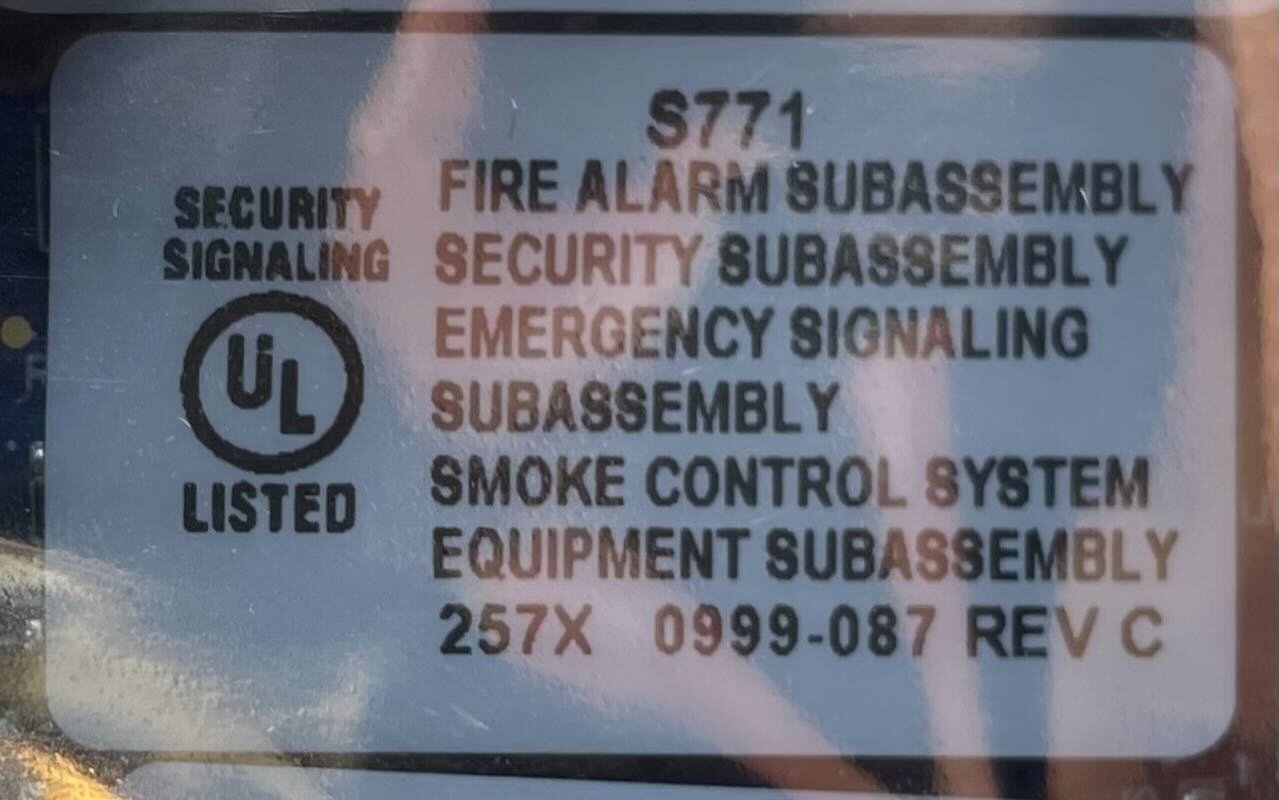 S771
FIRE ALARM SUBASSEMBLY
SECURITY SUBASSEMBLY
EMERGENCY SIGNALING
SUBASSEMBLY
SMOKE CONTROL SYSTEM
EQUIPMENT SUBASSEMBLY
257X 0999-087 REV C
SECURITY
SIGNALING
UL
LISTED